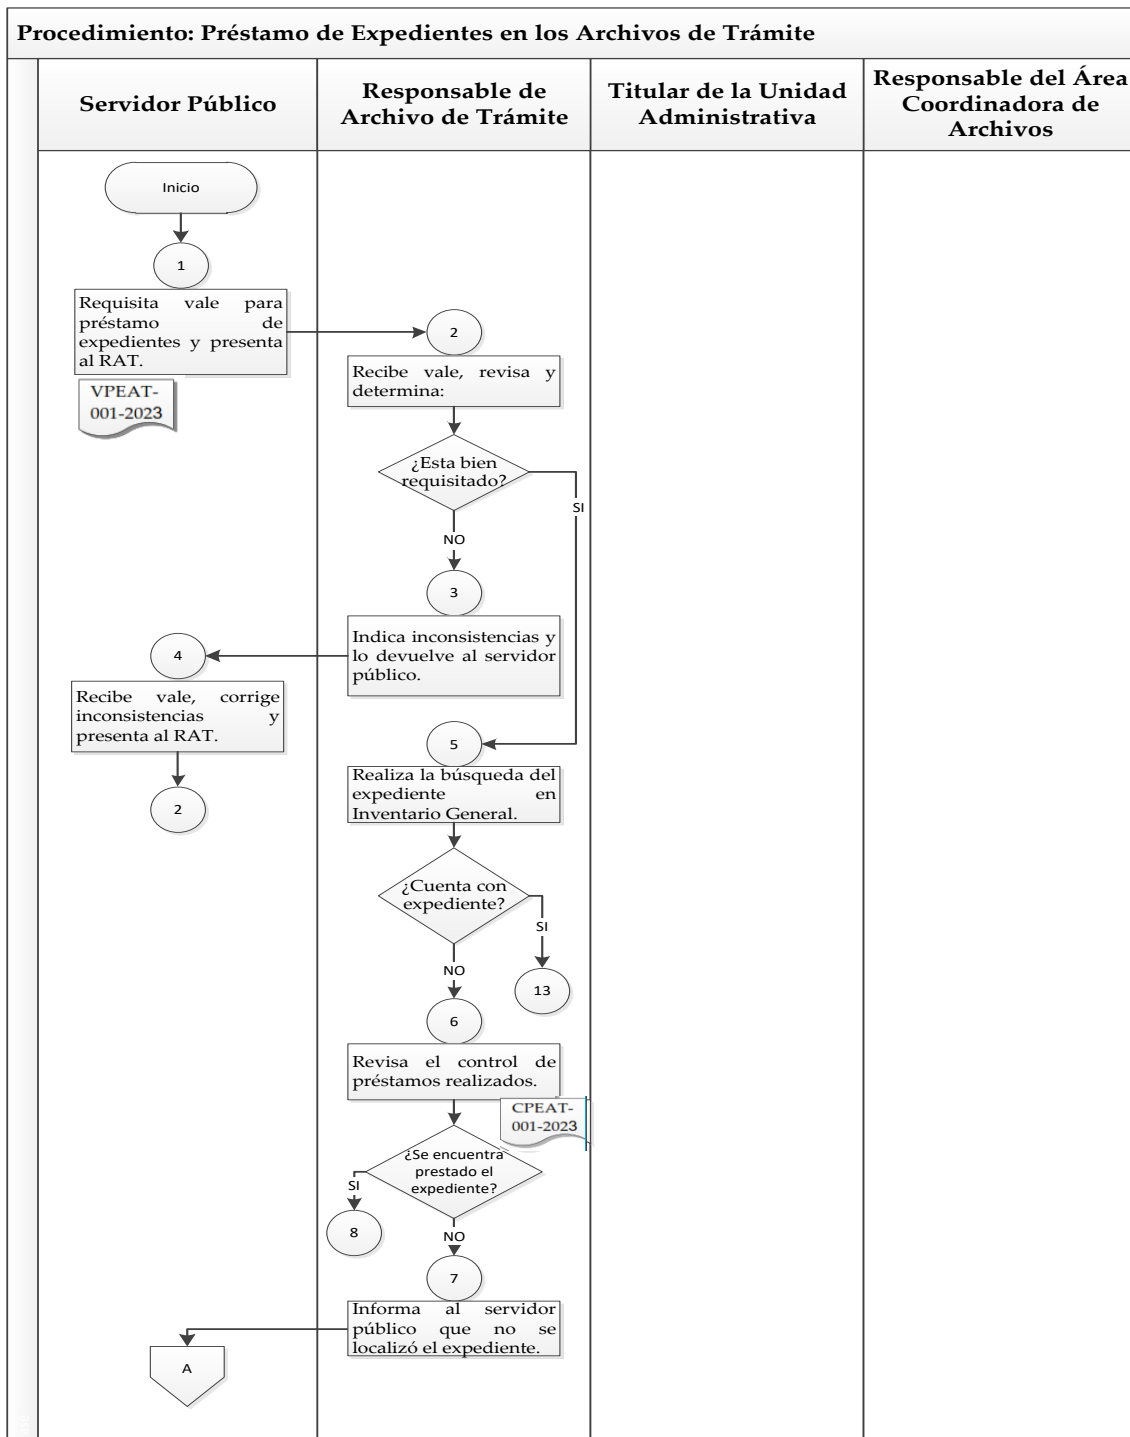 Procedimiento: Préstamo de Expedientes en los Archivos de Trámite
Servidor Público
Responsable de
Archivo de Trámite
Titular de la Unidad
Administrativa
Responsable del Área
Coordinadora de
Archivos
Inicio
1
Requisita vale para
préstamo de
expedientes y presenta
al RAT.
VPEAT-
001-2023
2
Recibe vale, revisa y
determina:
¿Esta bien
requisitado?
SI
NO
3
Indica inconsistencias y
lo devuelve al servidor
público.
4
Recibe vale, corrige
inconsistencias y
presenta al RAT.
2
5
Realiza la búsqueda del
expediente en
Inventario General.
¿Cuenta con
expediente?
SI
13
NO
6
Revisa el control de
préstamos realizados.
CPEAT-
001-2023
¿Se encuentra
prestado el
expediente?
SI
8
NO
7
Informa al servidor
público que no se
localizó el expediente.
A